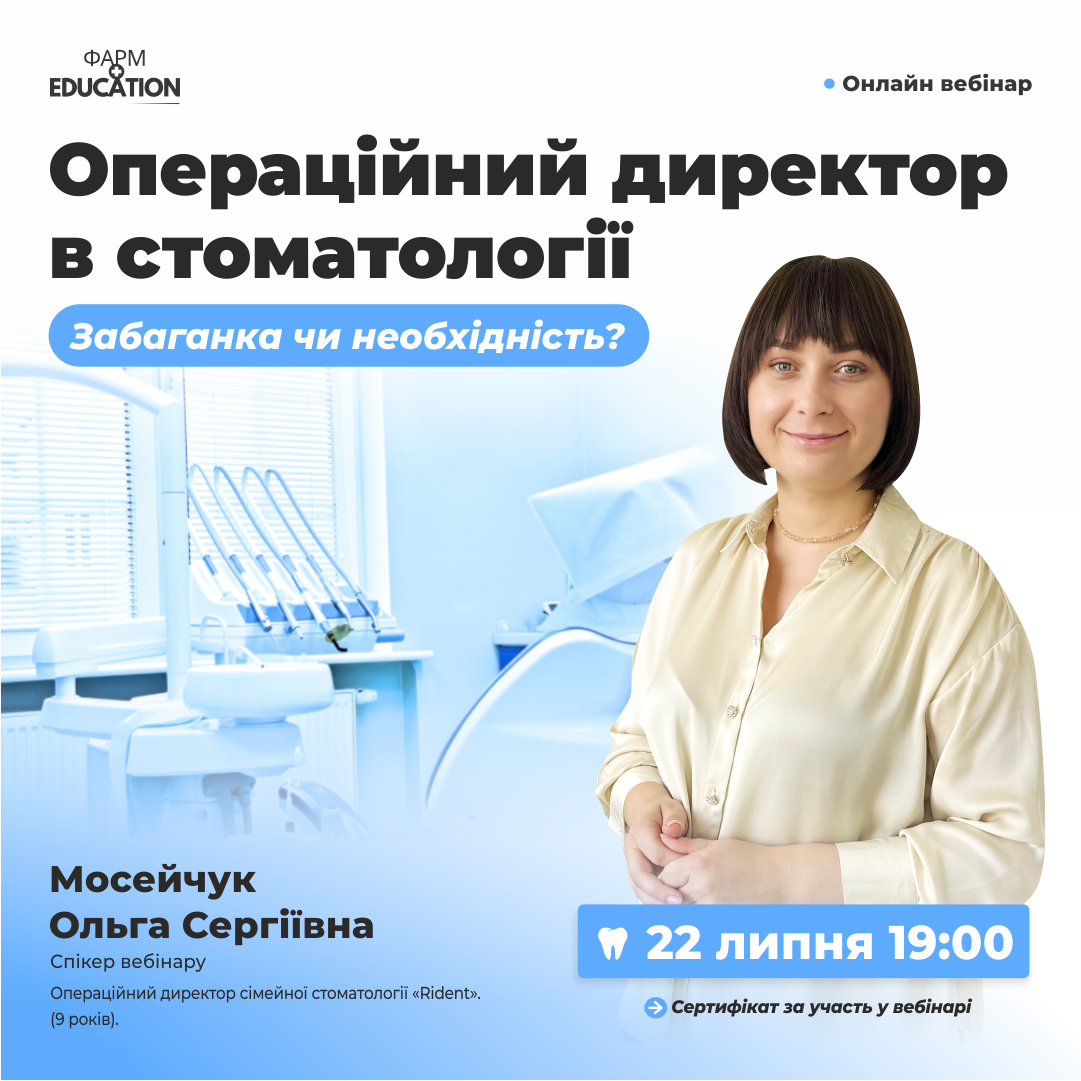 ФАРМ
EDUCATION
Онлайн вебінар
Операційний директор
в стоматології
Забаганка чи необхідність?
Мосейчук
Ольга Сергіївна
Спікер вебінару
Операційний директор сімейної стоматології «Rident».
(9 років).
22 липня 19:00
Сертифікат за участь у вебінарі